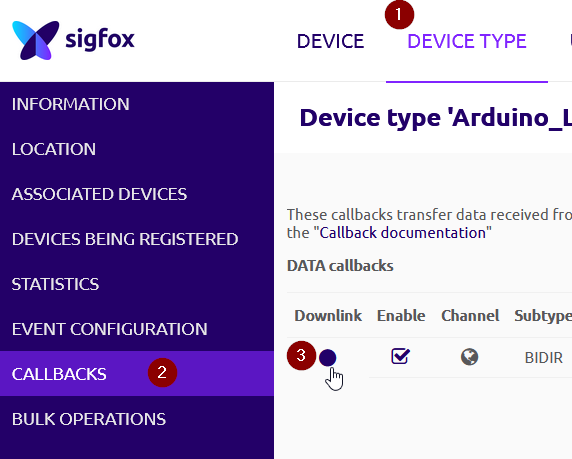 sigfox
1
DEVICE DEVICE TYPE
INFORMATION
LOCATION
ASSOCIATED DEVICES
DEVICES BEING REGISTERED
STATISTICS
EVENT CONFIGURATION
CALLBACKS 2
BULK OPERATIONS
Device type 'Arduino_L
These callbacks transfer data received fro
the "Callback documentation"
DATA callbacks
Downlink Enable Channel Subtype
3 BIDIR